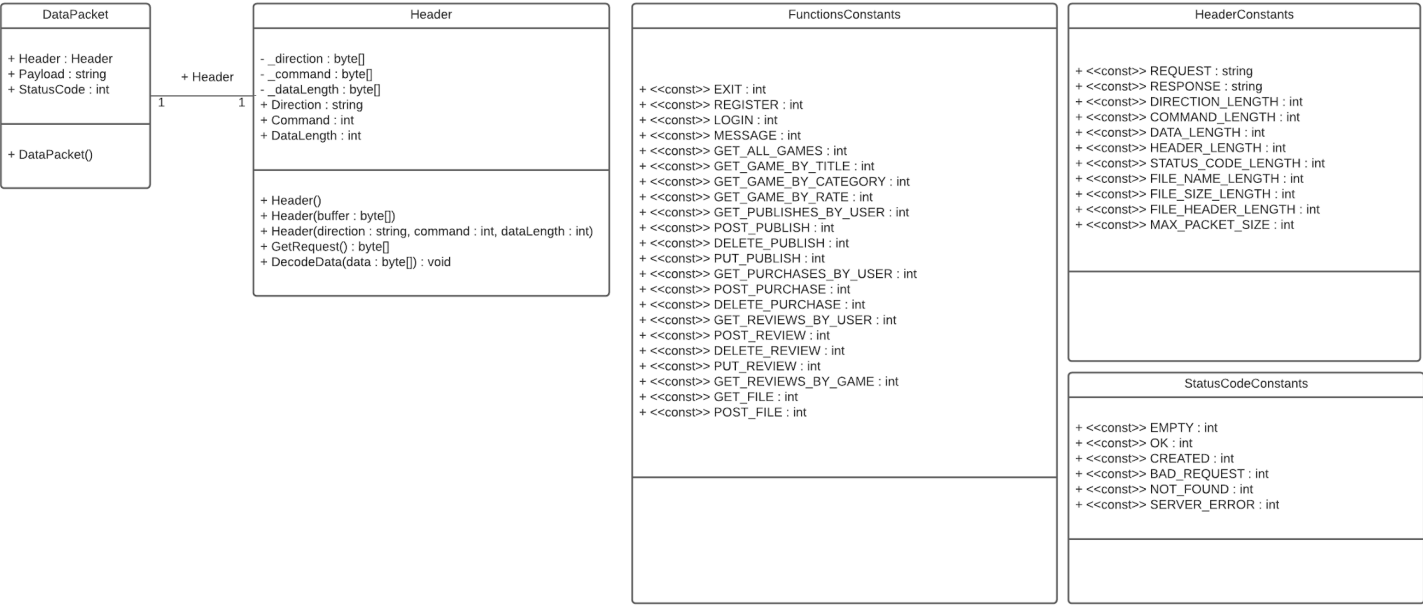 DataPacket
+ Header : Header
+ Payload : string
+ StatusCode : int
+ DataPacket()
+ Header
1
1
Header
- _direction : byte[]
- _command : byte[]
- _dataLength : byte[]
+ Direction : string
+ Command : int
+ DataLength : int
+ Header()
+ Header(buffer : byte[])
+ Header(direction : string, command : int, dataLength : int)
+ GetRequest() : byte[]
+ DecodeData(data : byte[]) : void
FunctionsConstants
+ <<const>> EXIT : int
+ <<const>> REGISTER : int
+ <<const>> LOGIN : int
+ <<const>> MESSAGE : int
+ <<const>> GET_ALL_GAMES : int
+ <<const>> GET_GAME_BY_TITLE : int
+ <<const>> GET_GAME_BY_CATEGORY : int
+ <<const>> GET_GAME_BY_RATE : int
+ <<const>> GET_PUBLISHES_BY_USER : int
+ <<const>> POST_PUBLISH : int
+ <<const>> DELETE_PUBLISH : int
+ <<const>> PUT_PUBLISH : int
+ <<const>> GET_PURCHASES_BY_USER : int
+ <<const>> POST_PURCHASE : int
+ <<const>> DELETE_PURCHASE : int
+ <<const>> GET_REVIEWS_BY_USER : int
+ <<const>> POST_REVIEW : int
+ <<const>> DELETE_REVIEW : int
+ <<const>> PUT_REVIEW : int
+ <<const>> GET_REVIEWS_BY_GAME : int
+ <<const>> GET_FILE : int
+ <<const>> POST_FILE : int
HeaderConstants
+ <<const>> REQUEST : string
+ <<const>> RESPONSE : string
+ <<const>> DIRECTION_LENGTH : int
+ <<const>> COMMAND_LENGTH : int
+ <<const>> DATA_LENGTH : int
+ <<const>> HEADER_LENGTH : int
+ <<const>> STATUS_CODE_LENGTH : int
+ <<const>> FILE_NAME_LENGTH : int
+ <<const>> FILE_SIZE_LENGTH : int
+ <<const>> FILE_HEADER_LENGTH : int
+ <<const>> MAX_PACKET_SIZE : int
StatusCodeConstants
+ <<const>> EMPTY : int
+ <<const>> OK : int
+ <<const>> CREATED : int
+ <<const>> BAD_REQUEST : int
+ <<const>> NOT_FOUND : int
+ <<const>> SERVER_ERROR : int